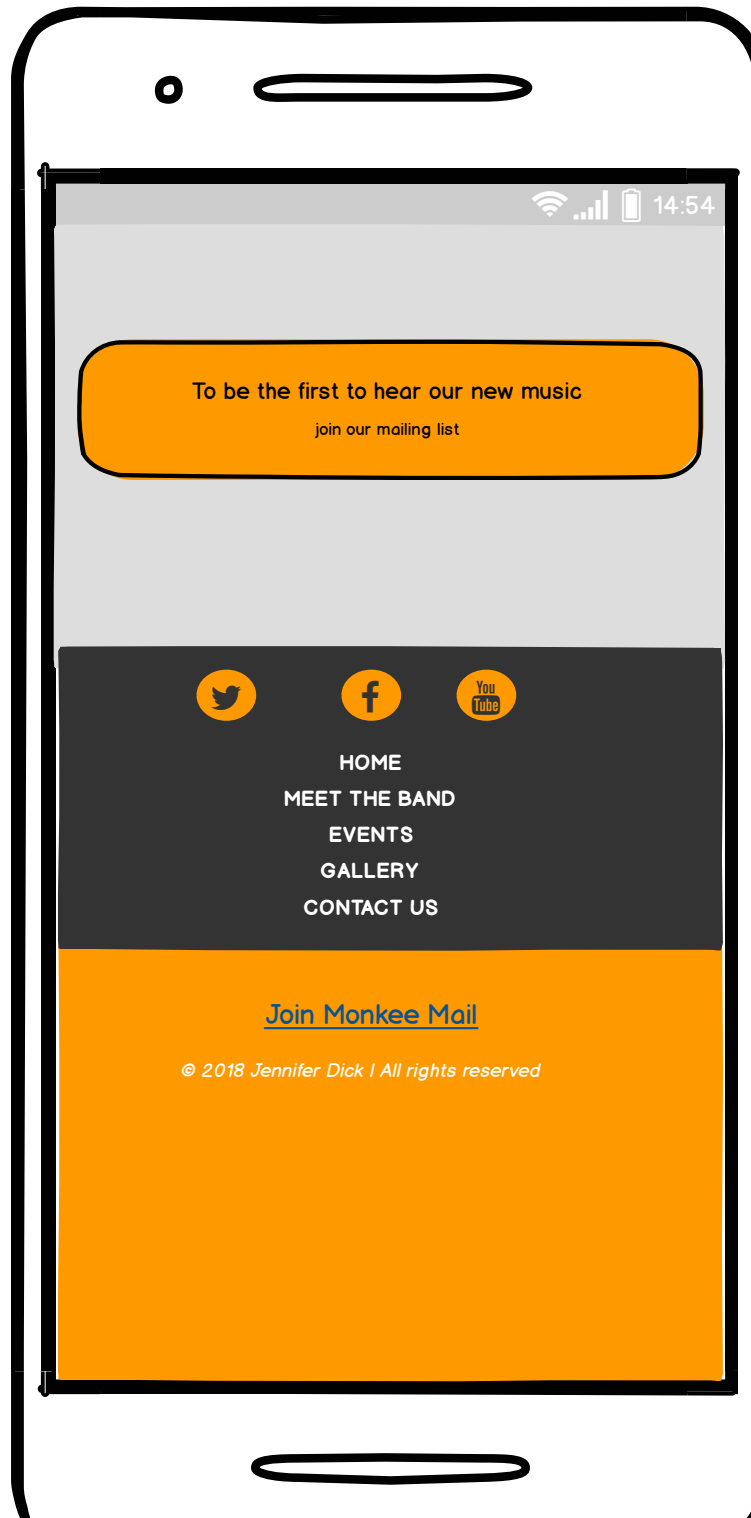 14:54
To be the first to hear our new music
join our mailing list
You
Tube
HOME
MEET THE BAND
EVENTS
GALLERY
CONTACT US
Join Monkee Mail
© 2018 Jennifer Dick | All rights reserved